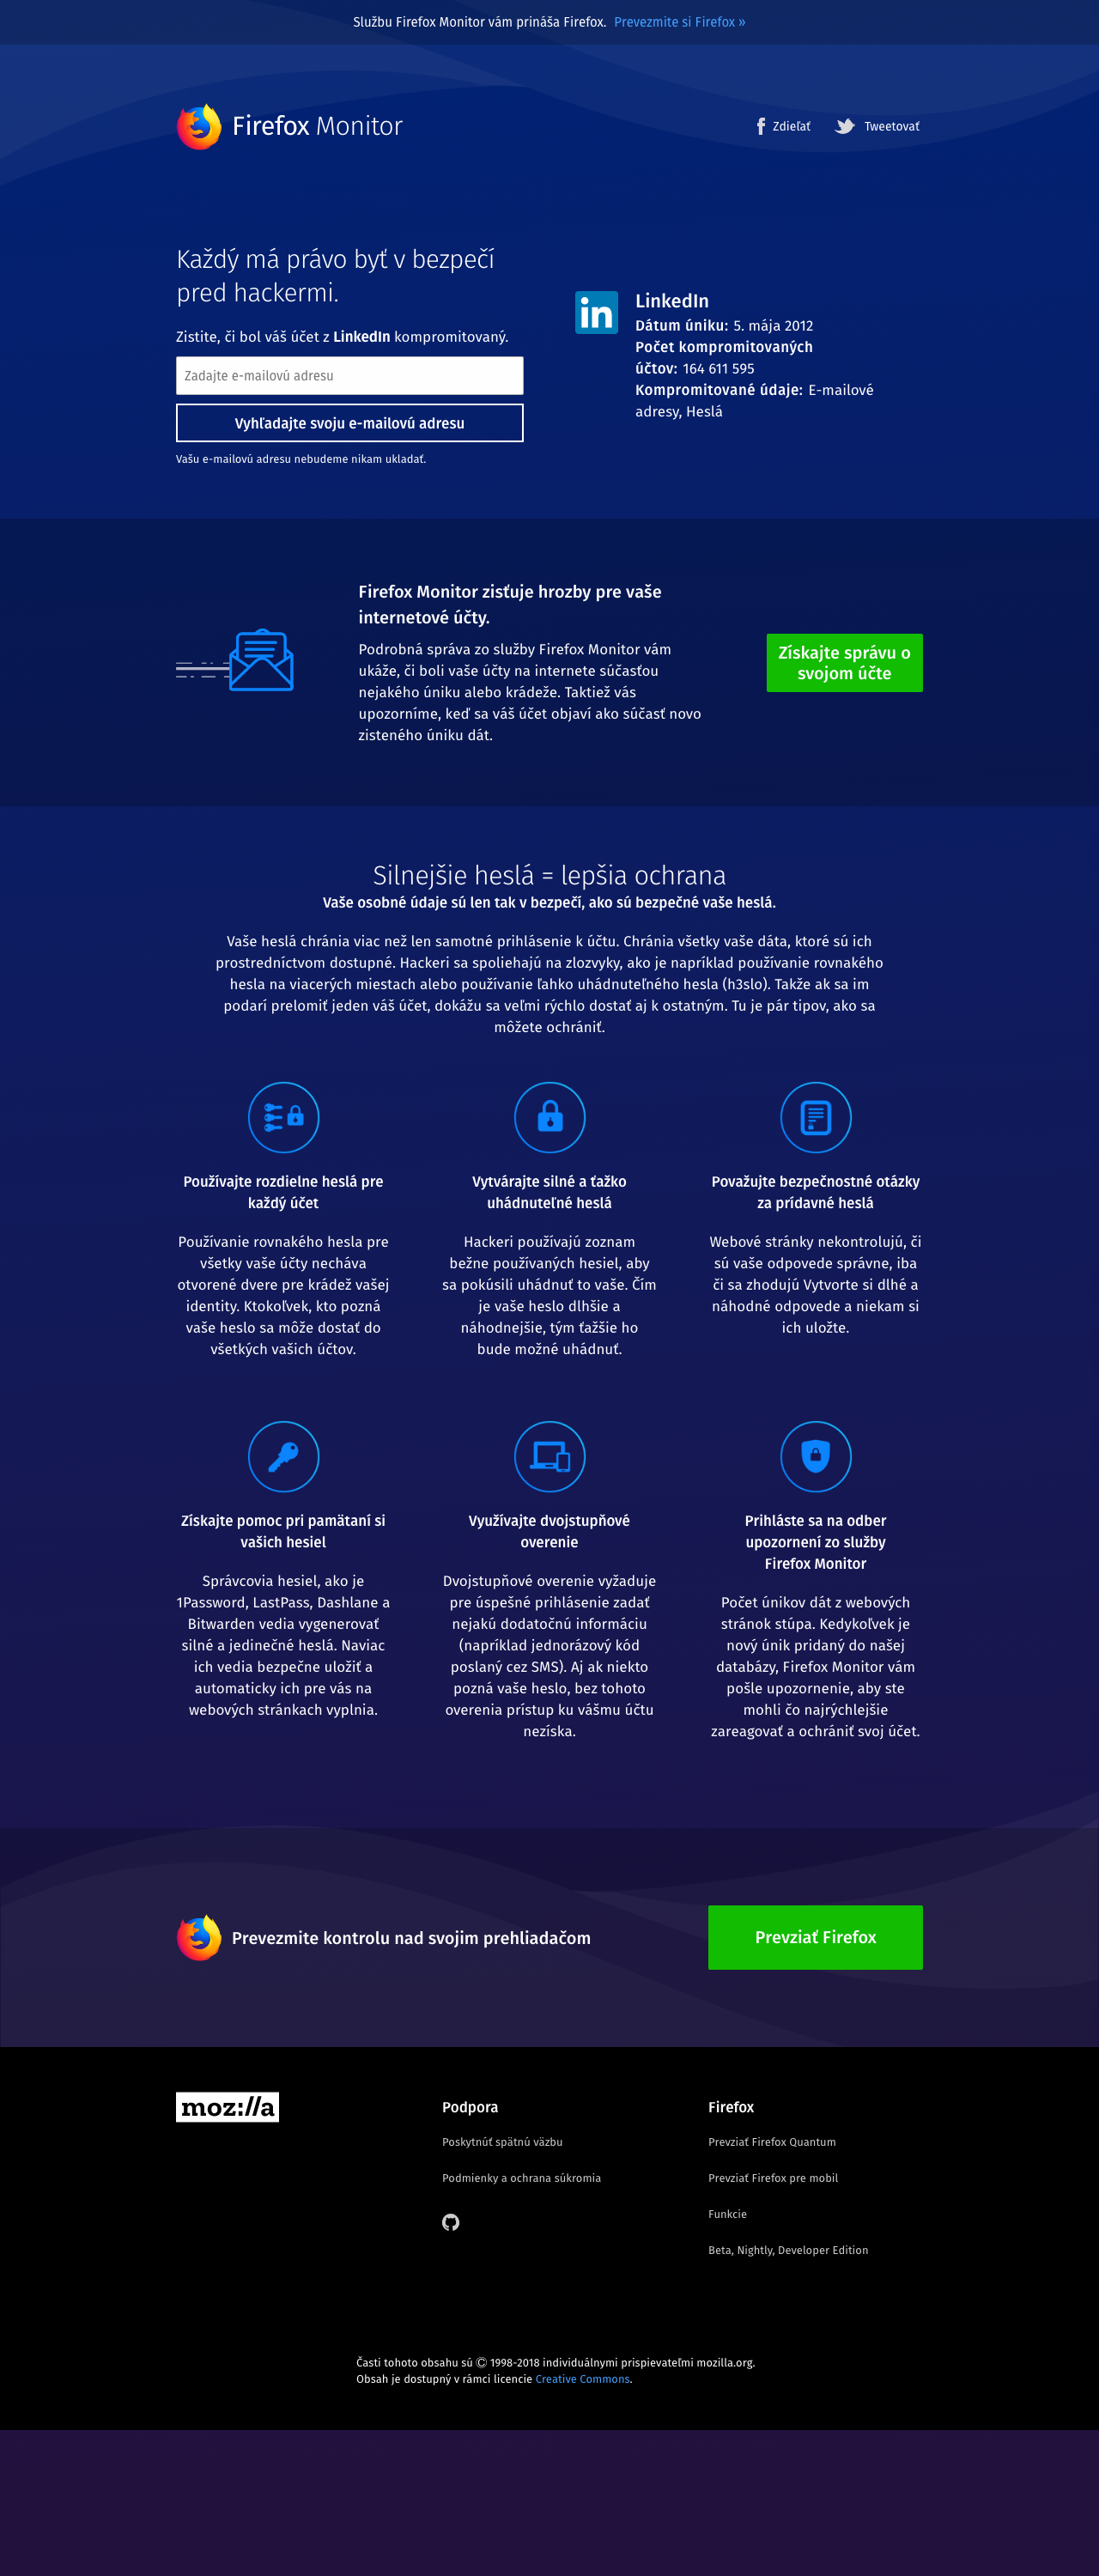 Službu Firefox Monitor vám prináša Firefox. Prevezmite si Firefox »
Firefox Monitor
Zdieľať
Tweetovať
Každý má právo byť v bezpečí
pred hackermi.
Zistite, či bol váš účet z LinkedIn kompromitovaný.
Zadajte e-mailovú adresu
Vyhľadajte svoju e-mailovú adresu
Vašu e-mailovú adresu nebudeme nikam ukladať.
in
LinkedIn
Dátum úniku: 5. mája 2012
Počet kompromitovaných
účtov: 164 611 595
Kompromitované údaje: E-mailové
adresy, Heslá
Firefox Monitor zisťuje hrozby pre vaše
internetové účty.
Podrobná správa zo služby Firefox Monitor vám
ukáže, či boli vaše účty na internete súčasťou
nejakého úniku alebo krádeže. Taktiež vás
upozorníme, keď sa váš účet objaví ako súčasť novo
zisteného úniku dát.
Získajte správu o
svojom účte
Silnejšie heslá = lepšia ochrana
Vaše osobné údaje sú len tak v bezpečí, ako sú bezpečné vaše heslá.
Vaše heslá chránia viac než len samotné prihlásenie k účtu. Chránia všetky vaše dáta, ktoré sú ich
prostredníctvom dostupné. Hackeri sa spoliehajú na zlozvyky, ako je napríklad používanie rovnakého
hesla na viacerých miestach alebo používanie ľahko uhádnuteľného hesla (h3slo). Takže ak sa im
podarí prelomiť jeden váš účet, dokážu sa veľmi rýchlo dostať aj k ostatným. Tu je pár tipov, ako sa
môžete ochrániť.
Používajte rozdielne heslá pre
každý účet
Používanie rovnakého hesla pre
všetky vaše účty necháva
otvorené dvere pre krádež vašej
identity. Ktokoľvek, kto pozná
vaše heslo sa môže dostať do
všetkých vašich účtov.
Vytvárajte silné a ťažko
uhádnuteľné heslá
Hackeri používajú zoznam
bežne používaných hesiel, aby
sa pokúsili uhádnuť to vaše. Čím
je vaše heslo dlhšie a
náhodnejšie, tým ťažšie ho
bude možné uhádnuť.
Považujte bezpečnostné otázky
za prídavné heslá
Webové stránky nekontrolujú, či
sú vaše odpovede správne, iba
či sa zhodujú Vytvorte si dlhé a
náhodné odpovede a niekam si
ich uložte.
Získajte pomoc pri pamätaní si
vašich hesiel
Správcovia hesiel, ako je
1Password, LastPass, Dashlane a
Bitwarden vedia vygenerovať
silné a jedinečné heslá. Naviac
ich vedia bezpečne uložiť a
automaticky ich pre vás na
webových stránkach vyplnia.
Využívajte dvojstupňové
overenie
Dvojstupňové overenie vyžaduje
pre úspešné prihlásenie zadať
nejakú dodatočnú informáciu
(napríklad jednorázový kód
poslaný cez SMS). Aj ak niekto
pozná vaše heslo, bez tohoto
overenia prístup ku vášmu účtu
nezíska.
Prihláste sa na odber
upozornení zo služby
Firefox Monitor
Počet únikov dát z webových
stránok stúpa. Kedykoľvek je
nový únik pridaný do našej
databázy, Firefox Monitor vám
pošle upozornenie, aby ste
mohli čo najrýchlejšie
zareagovať a ochrániť svoj účet.
Prevezmite kontrolu nad svojim prehliadačom
Prevziať Firefox
moz://a
Podpora
Poskytnúť spätnú väzbu
Podmienky a ochrana súkromia
Firefox
Prevziať Firefox Quantum
Prevziať Firefox pre mobil
Funkcie
Beta, Nightly, Developer Edition
Časti tohoto obsahu sú © 1998-2018 individuálnymi prispievateľmi mozilla.org.
Obsah je dostupný v rámci licencie Creative Commons.